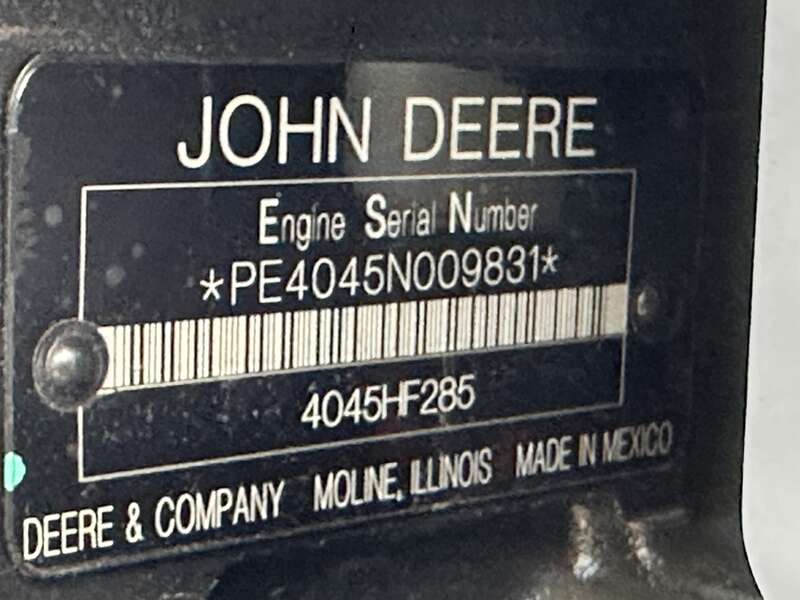 JOHN DEERE
Engine Serial Number
*PE4045N009831*
4045HF285
DEERE & COMPANY MOLINE, ILLINOIS MADE IN MEXICO